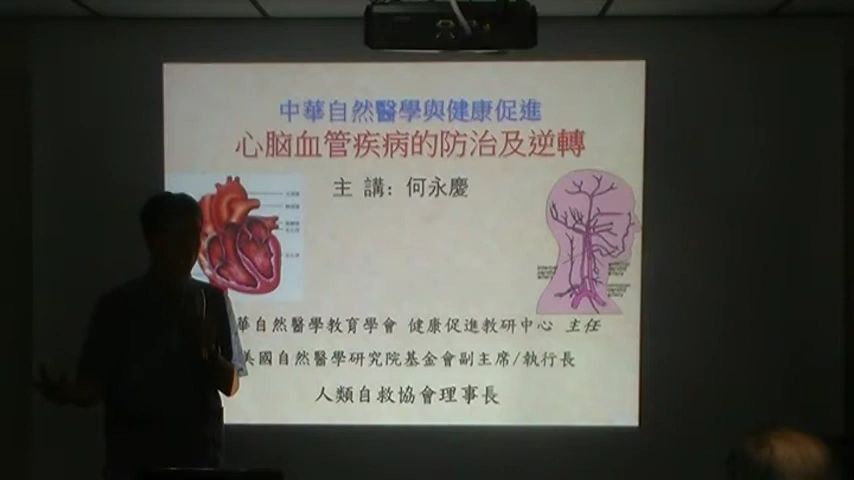 中華自然醫學與健康促進
心脑血管疾病的防治及逆轉
主 講: 何永慶
華自然醫學教育學會 健康促進教研中心 主任
美國自然醫學研究院基金會副主席/執行長
人類自救協會理事長